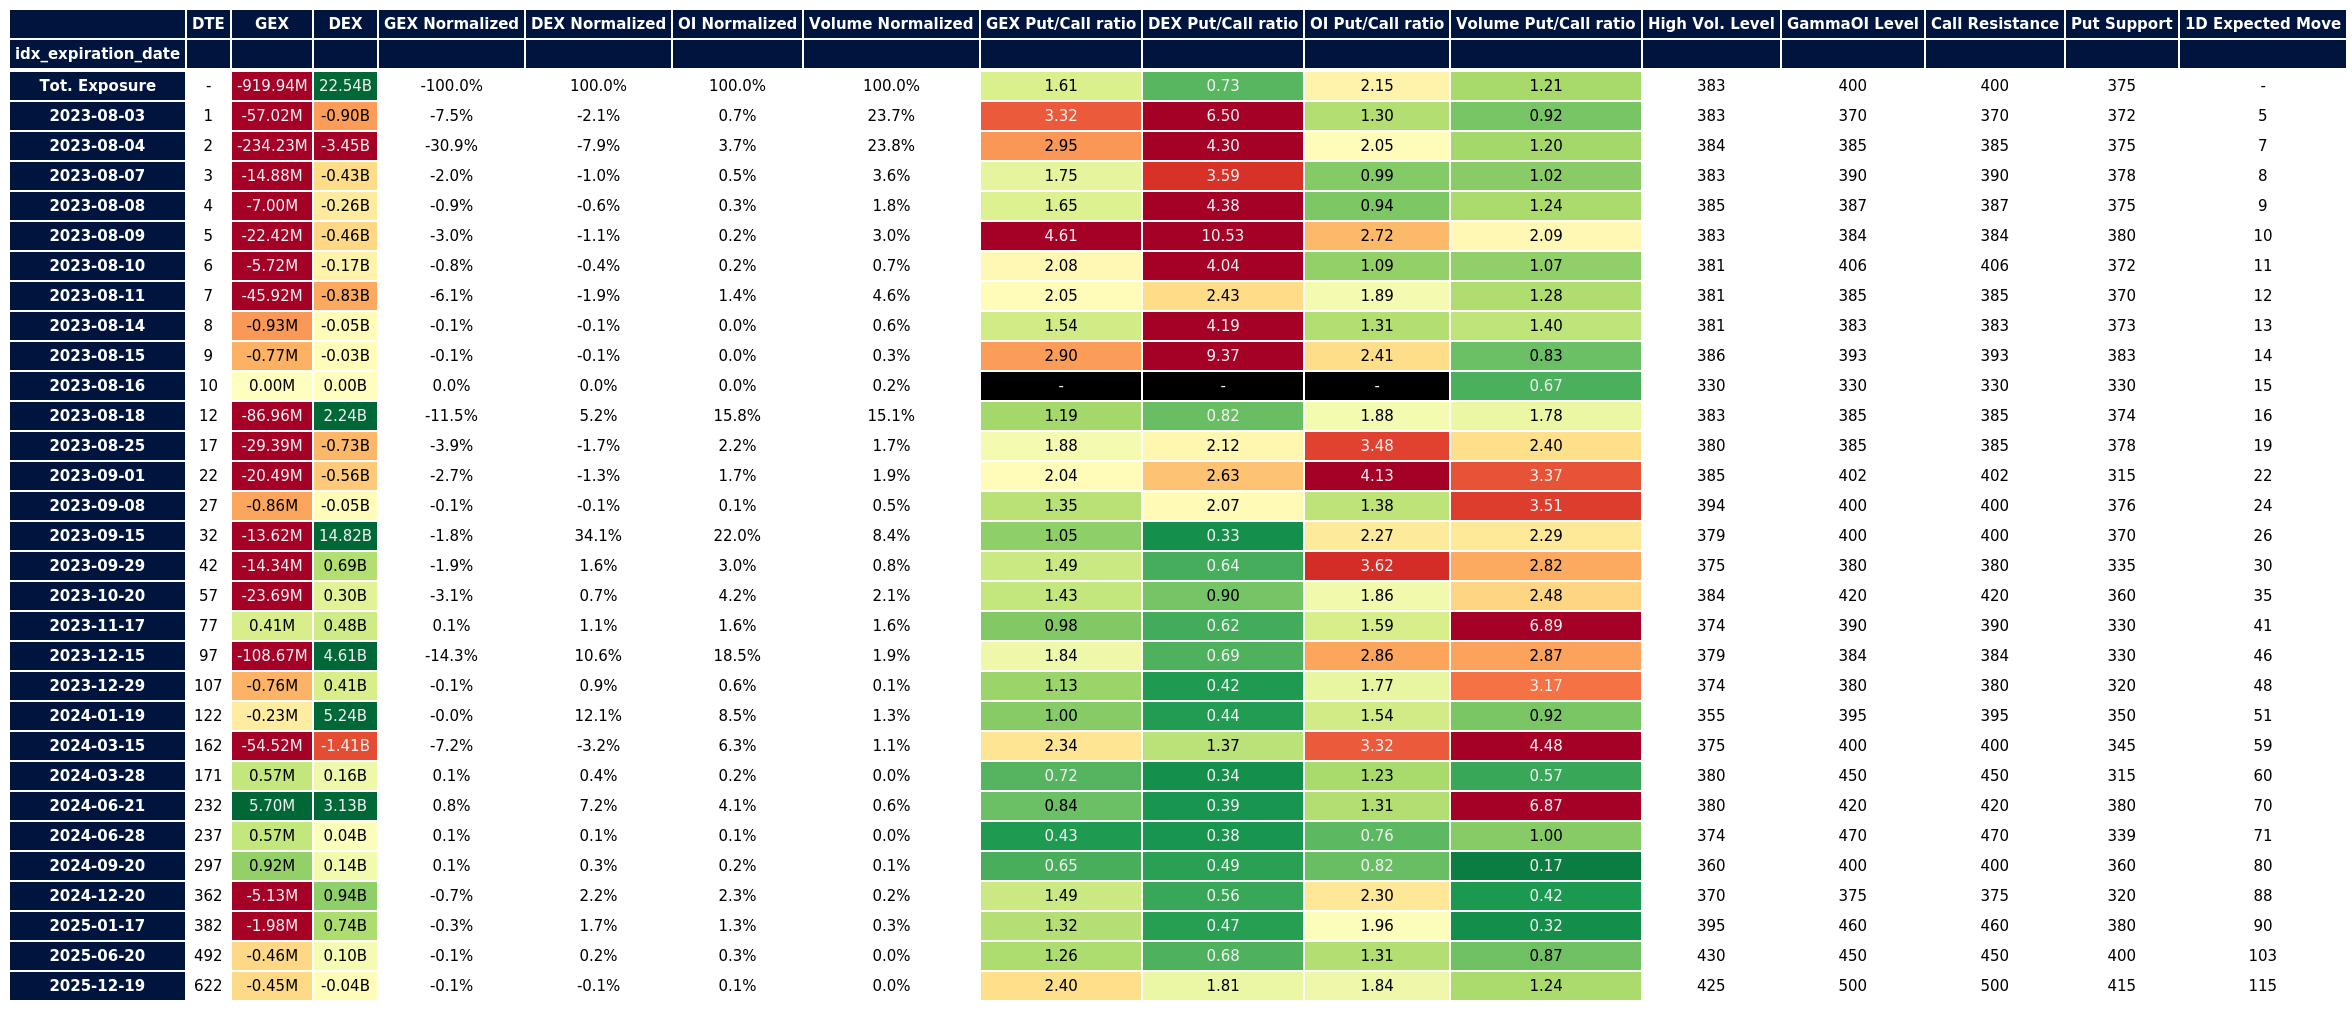 DTE GEX DEX GEX Normalized DEX Normalized OI Normalized Volume Normalized GEX Put/Call ratio DEX Put/Call ratio OI Put/Call ratio Volume Put/Call ratio High Vol. Level GammaOI Level Call Resistance Put Support 1D Expected Move
idx_expiration_date
Tot. Exposure - -919.94M 22.54B -100.0% 100.0% 100.0% 100.0% 1.61 0.73 2.15 1.21 383 400 400 375 -
2023-08-03 1 -57.02M -0.90B -7.5% -2.1% 0.7% 23.7% 3.32 6.50 1.30 0.92 383 370 370 372 5
2023-08-04 2 -234.23M -3.45B -30.9% -7.9% 3.7% 23.8% 2.95 4.30 2.05 1.20 384 385 385 375 7
2023-08-07 3 -14.88M -0.43B -2.0% -1.0% 0.5% 3.6% 1.75 3.59 0.99 1.02 383 390 390 378 8
2023-08-08 4 -7.00M -0.26B -0.9% -0.6% 0.3% 1.8% 1.65 4.38 0.94 1.24 385 387 387 375 9
2023-08-09 5 -22.42M -0.46B -3.0% -1.1% 0.2% 3.0% 4.61 10.53 2.72 2.09 383 384 384 380 10
2023-08-10 6 -5.72M -0.17B -0.8% -0.4% 0.2% 0.7% 2.08 4.04 1.09 1.07 381 406 406 372 11
2023-08-11 7 -45.92M -0.83B -6.1% -1.9% 1.4% 4.6% 2.05 2.43 1.89 1.28 381 385 385 370 12
2023-08-14 8 -0.93M -0.05B -0.1% -0.1% 0.0% 0.6% 1.54 4.19 1.31 1.40 381 383 383 373 13
2023-08-15 9 -0.77M -0.03B -0.1% -0.1% 0.0% 0.3% 2.90 9.37 2.41 0.83 386 393 393 383 14
2023-08-16 10 0.00M 0.00B 0.0% 0.0% 0.0% 0.2% - - - 0.67 330 330 330 330 15
2023-08-18 12 -86.96M 2.24B -11.5% 5.2% 15.8% 15.1% 1.19 0.82 1.88 1.78 383 385 385 374 16
2023-08-25 17 -29.39M -0.73B -3.9% -1.7% 2.2% 1.7% 1.88 2.12 3.48 2.40 380 385 385 378 19
2023-09-01 22 -20.49M -0.56B -2.7% -1.3% 1.7% 1.9% 2.04 2.63 4.13 3.37 385 402 402 315 22
2023-09-08 27 -0.86M -0.05B -0.1% -0.1% 0.1% 0.5% 1.35 2.07 1.38 3.51 394 400 400 376 24
2023-09-15 32 -13.62M 14.82B -1.8% 34.1% 22.0% 8.4% 1.05 0.33 2.27 2.29 379 400 400 370 26
2023-09-29 42 -14.34M 0.69B -1.9% 1.6% 3.0% 0.8% 1.49 0.64 3.62 2.82 375 380 380 335 30
2023-10-20 57 -23.69M 0.30B -3.1% 0.7% 4.2% 2.1% 1.43 0.90 1.86 2.48 384 420 420 360 35
2023-11-17 77 0.41M 0.48B 0.1% 1.1% 1.6% 1.6% 0.98 0.62 1.59 6.89 374 390 390 330 41
2023-12-15 97 -108.67M 4.61B -14.3% 10.6% 18.5% 1.9% 1.84 0.69 2.86 2.87 379 384 384 330 46
2023-12-29 107 -0.76M 0.41B -0.1% 0.9% 0.6% 0.1% 1.13 0.42 1.77 3.17 374 380 380 320 48
2024-01-19 122 -0.23M 5.24B -0.0% 12.1% 8.5% 1.3% 1.00 0.44 1.54 0.92 355 395 395 350 51
2024-03-15 162 -54.52M -1.41B -7.2% -3.2% 6.3% 1.1% 2.34 1.37 3.32 4.48 375 400 400 345 59
2024-03-28 171 0.57M 0.16B 0.1% 0.4% 0.2% 0.0% 0.72 0.34 1.23 0.57 380 450 450 315 60
2024-06-21 232 5.70M 3.13B 0.8% 7.2% 4.1% 0.6% 0.84 0.39 1.31 6.87 380 420 420 380 70
2024-06-28 237 0.57M 0.04B 0.1% 0.1% 0.1% 0.0% 0.43 0.38 0.76 1.00 374 470 470 339 71
2024-09-20 297 0.92M 0.14B 0.1% 0.3% 0.2% 0.1% 0.65 0.49 0.82 0.17 360 400 400 360 80
2024-12-20 362 -5.13M 0.94B -0.7% 2.2% 2.3% 0.2% 1.49 0.56 2.30 0.42 370 375 375 320 88
2025-01-17 382 -1.98M 0.74B -0.3% 1.7% 1.3% 0.3% 1.32 0.47 1.96 0.32 395 460 460 380 90
2025-06-20 492 -0.46M 0.10B -0.1% 0.2% 0.3% 0.0% 1.26 0.68 1.31 0.87 430 450 450 400 103
2025-12-19 622 -0.45M -0.04B -0.1% -0.1% 0.1% 0.0% 2.40 1.81 1.84 1.24 425 500 500 415 115